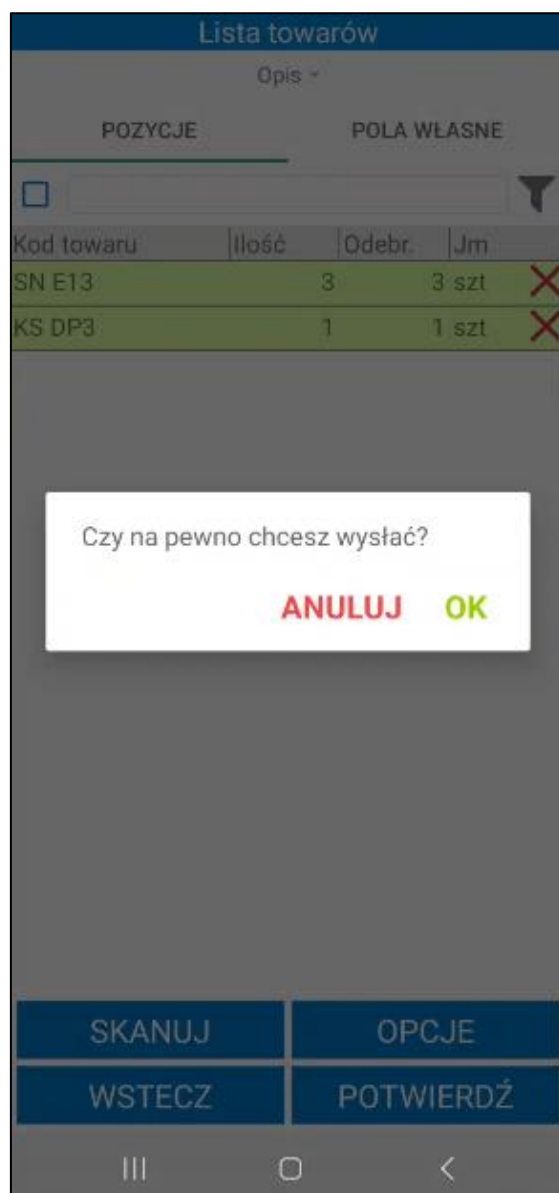 Lista towarów
Opis
POZYCJE POLA WŁASNE
Kod towaru Ilość Odebr. Jm
SN E13 3 3 szt
KS DP3 1 1 szt
Czy na pewno chcesz wysłać?
ANULUJ OK
SKANUJ OPCJE
WSTECZ POTWIERDŹ